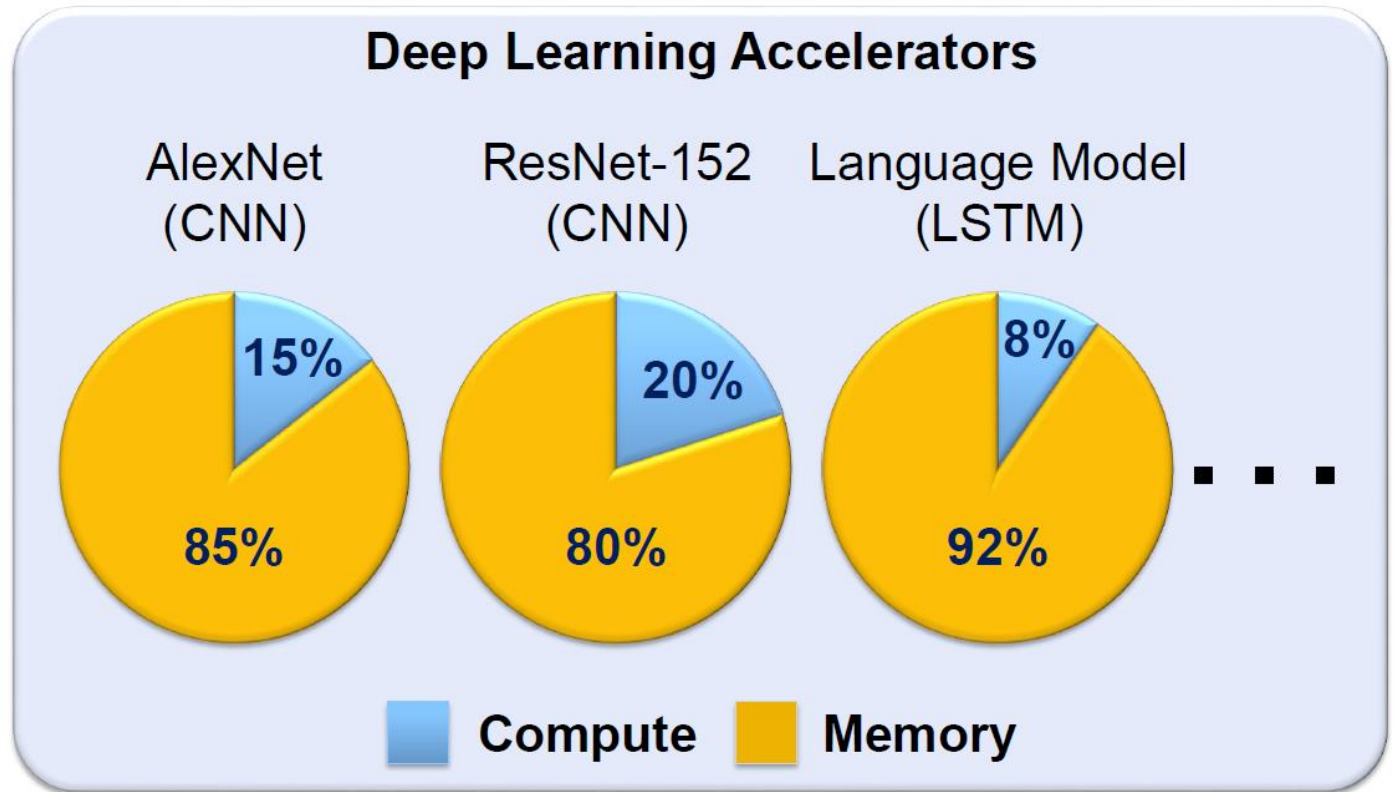 Deep Learning Accelerators
AlexNet
(CNN)
ResNet-152
(CNN)
Language Model
(LSTM)
15%
85%
20%
80%
8%
92%
. . .
Compute
Memory